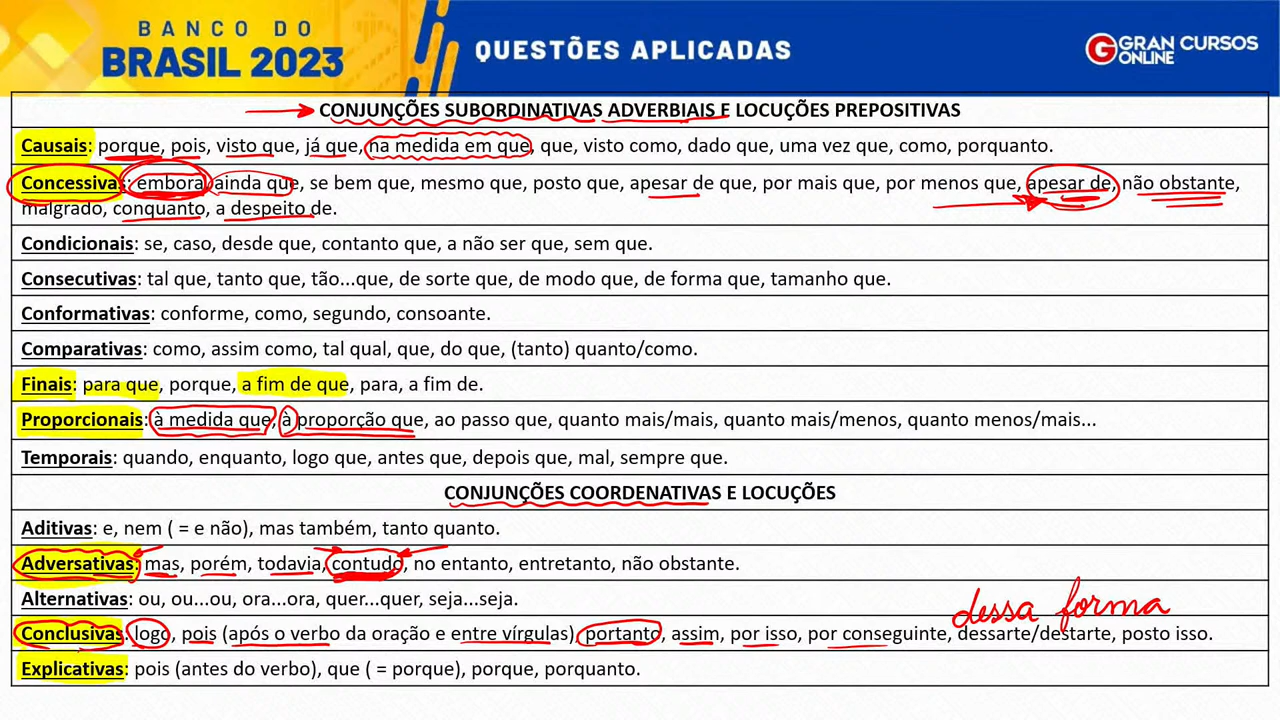 BANCO DO
BRASIL 2023
QUESTÕES APLICADAS
GRAN CURSOS
ONLINE
CONJUNÇÕES SUBORDINATIVAS ADVERBIAIS E LOCUÇÕES PREPOSITIVAS
Causais: porque, pois, visto que, já que, na medida em que, que, visto como, dado que, uma vez que, como, porquanto.
Concessivas: embora, ainda que, se bem que, mesmo que, posto que, apesar de que, por mais que, por menos que, apesar de, não obstante,
malgrado, conquanto, a despeito de.
Condicionais: se, caso, desde que, contanto que, a não ser que, sem que.
Consecutivas: tal que, tanto que, tão...que, de sorte que, de modo que, de forma que, tamanho que.
Conformativas: conforme, como, segundo, consoante.
Comparativas: como, assim como, tal qual, que, do que, (tanto) quanto/como.
Finais: para que, porque, a fim de que, para, a fim de.
Proporcionais: à medida que, à proporção que, ao passo que, quanto mais/mais, quanto mais/menos, quanto menos/mais...
Temporais: quando, enquanto, logo que, antes que, depois que, mal, sempre que.
CONJUNÇÕES COORDENATIVAS E LOCUÇÕES
Aditivas: e, nem ( = e não), mas também, tanto quanto.
Adversativas: mas, porém, todavia, contudo, no entanto, entretanto, não obstante.
Alternativas: ou, ou...ou, ora...ora, quer...quer, seja...seja.
dessa forma
Conclusivas: logo, pois (após o verbo da oração e entre vírgulas), portanto, assim, por isso, por conseguinte, dessarte/destarte, posto isso.
Explicativas: pois (antes do verbo), que ( = porque), porque, porquanto.